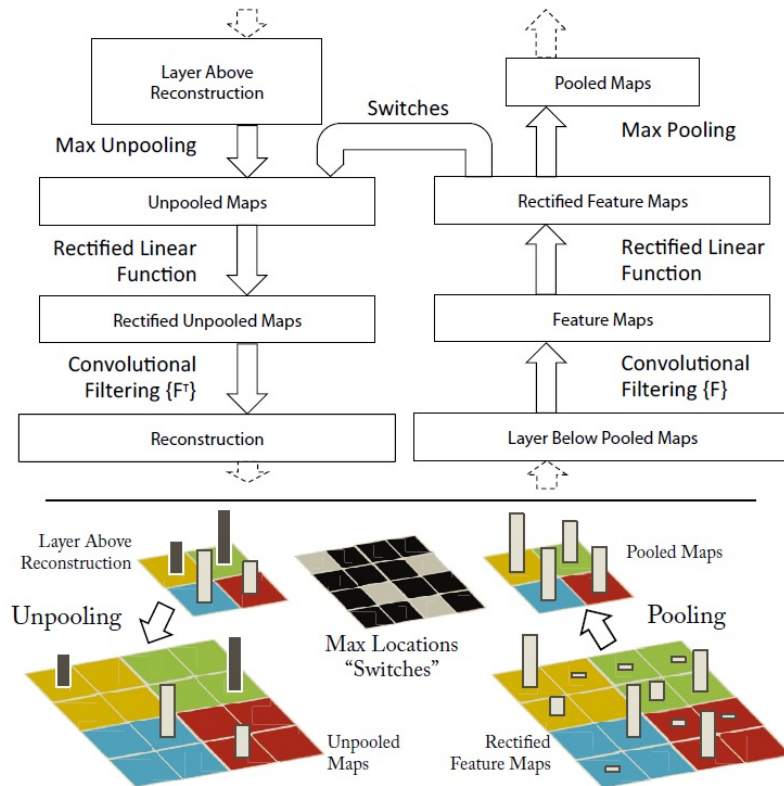 Layer Above
Reconstruction
Pooled Maps
Switches
Max Unpooling
Max Pooling
Unpooled Maps
Rectified Feature Maps
Rectified Linear
Function
Rectified Linear
Function
Rectified Unpooled Maps
Feature Maps
Convolutional
Filtering {Fᵀ}
Convolutional
Filtering {F}
Reconstruction
Layer Below Pooled Maps
Layer Above
Reconstruction
Pooled Maps
Unpooling
Pooling
Max Locations
“Switches”
Unpooled
Maps
Rectified
Feature Maps